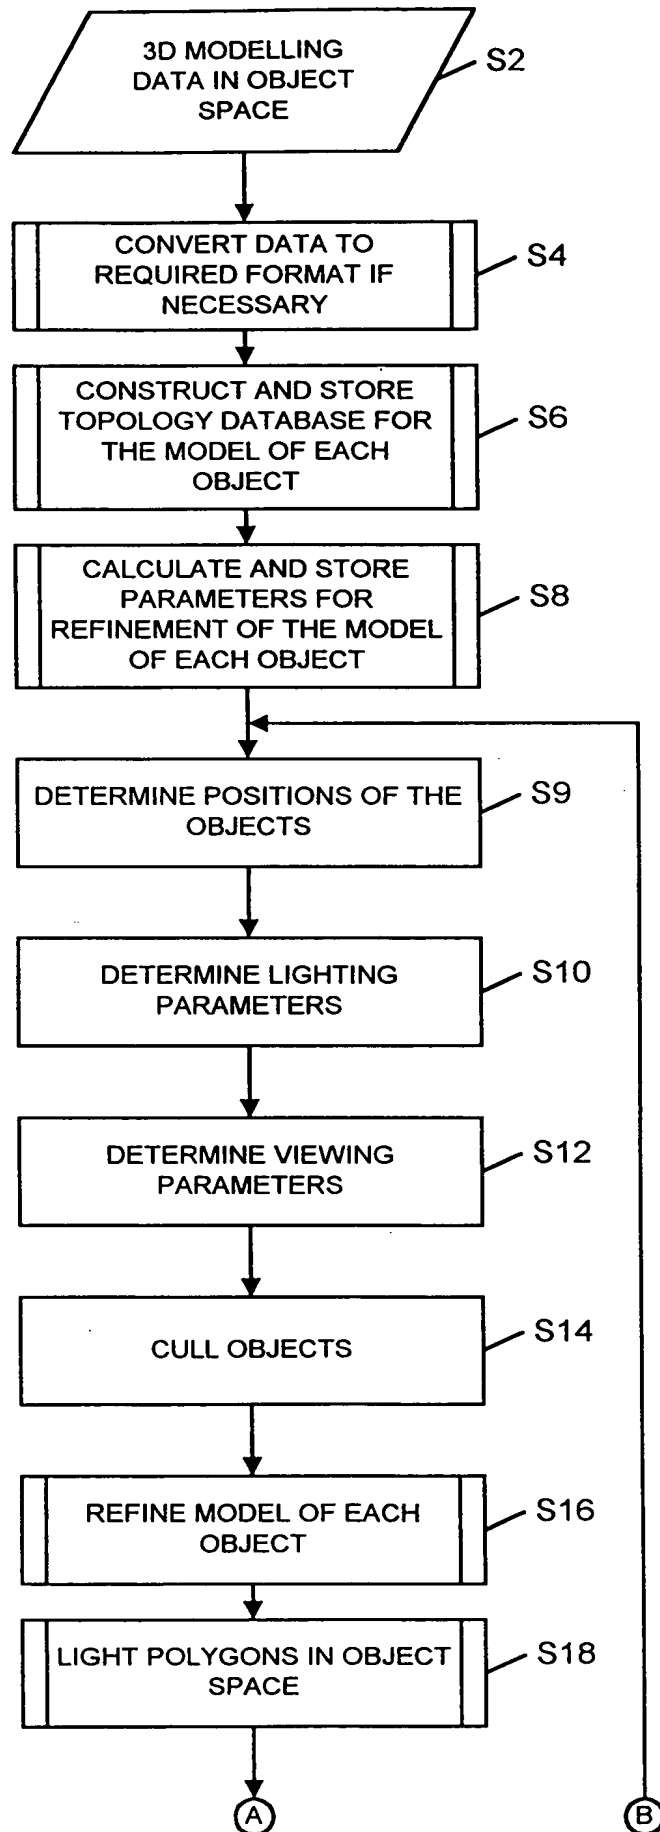 3D MODELLING
DATA IN OBJECT
SPACE
S2
CONVERT DATA TO
REQUIRED FORMAT IF
NECESSARY
S4
CONSTRUCT AND STORE
TOPOLOGY DATABASE FOR
THE MODEL OF EACH
OBJECT
S6
CALCULATE AND STORE
PARAMETERS FOR
REFINEMENT OF THE MODEL
OF EACH OBJECT
S8
DETERMINE POSITIONS OF THE
OBJECTS
S9
DETERMINE LIGHTING
PARAMETERS
S10
DETERMINE VIEWING
PARAMETERS
S12
CULL OBJECTS
S14
REFINE MODEL OF EACH
OBJECT
S16
LIGHT POLYGONS IN OBJECT
SPACE
S18
A
B